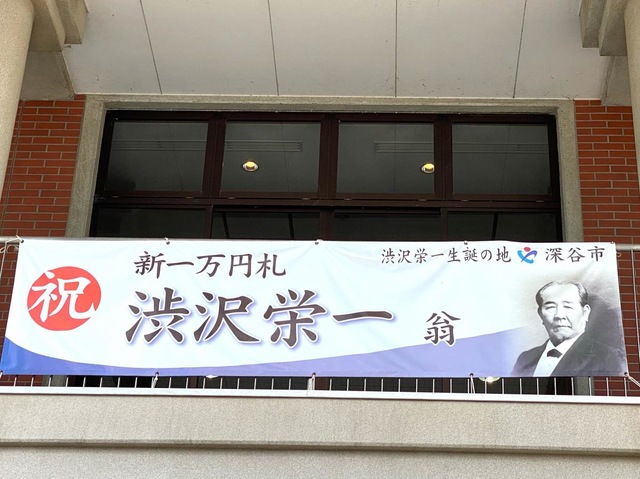 祝
新一万円札
渋沢栄一 翁
渋沢栄一生誕の地 深谷市